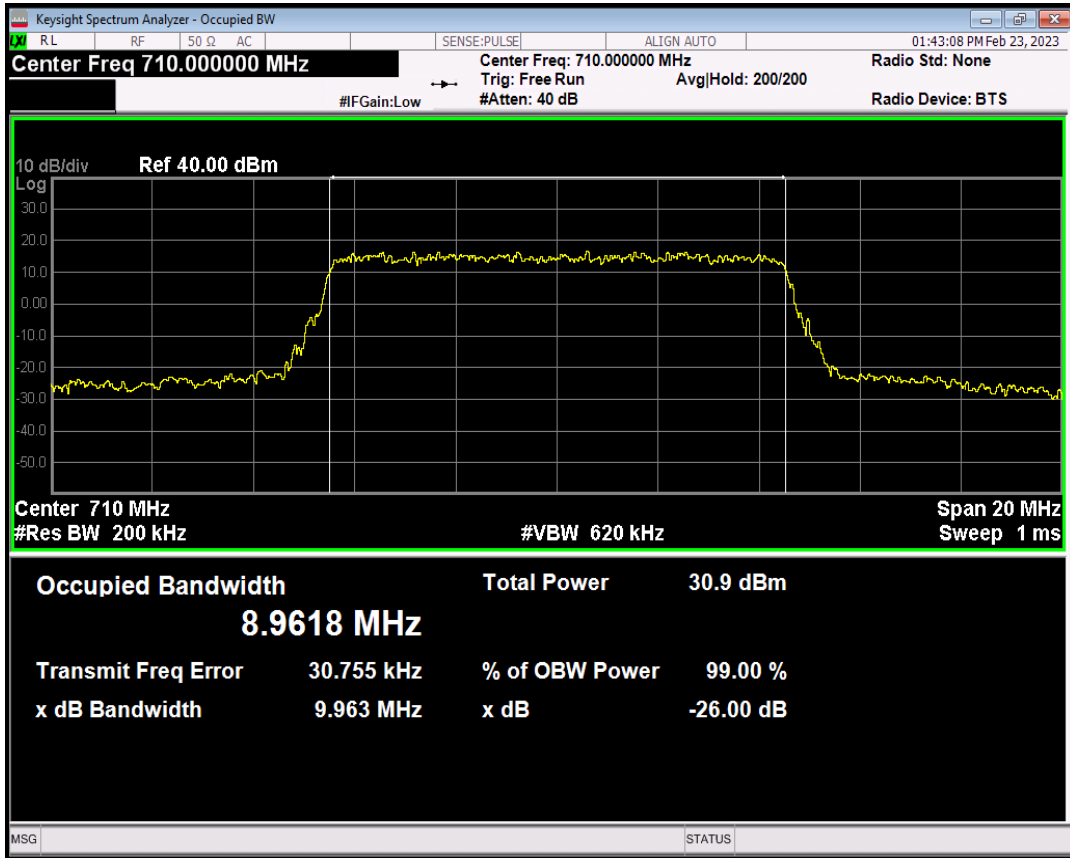 Keysight Spectrum Analyzer - Occupied BW
LXI RL RF 50 Ω AC SENSE:PULSE ALIGN AUTO 01:43:08 PM Feb 23, 2023
Center Freq 710.000000 MHz Center Freq: 710.000000 MHz Radio Std: None
Trig: Free Run Avg|Hold: 200/200
#IFGain:Low #Atten: 40 dB Radio Device: BTS
10 dB/div Ref 40.00 dBm
Log
30.0
20.0
10.0
0.00
-10.0
-20.0
-30.0
-40.0
-50.0
Center 710 MHz Span 20 MHz
#Res BW 200 kHz #VBW 620 kHz Sweep 1 ms
Occupied Bandwidth Total Power 30.9 dBm
8.9618 MHz
Transmit Freq Error 30.755 kHz % of OBW Power 99.00 %
x dB Bandwidth 9.963 MHz x dB -26.00 dB
MSG STATUS